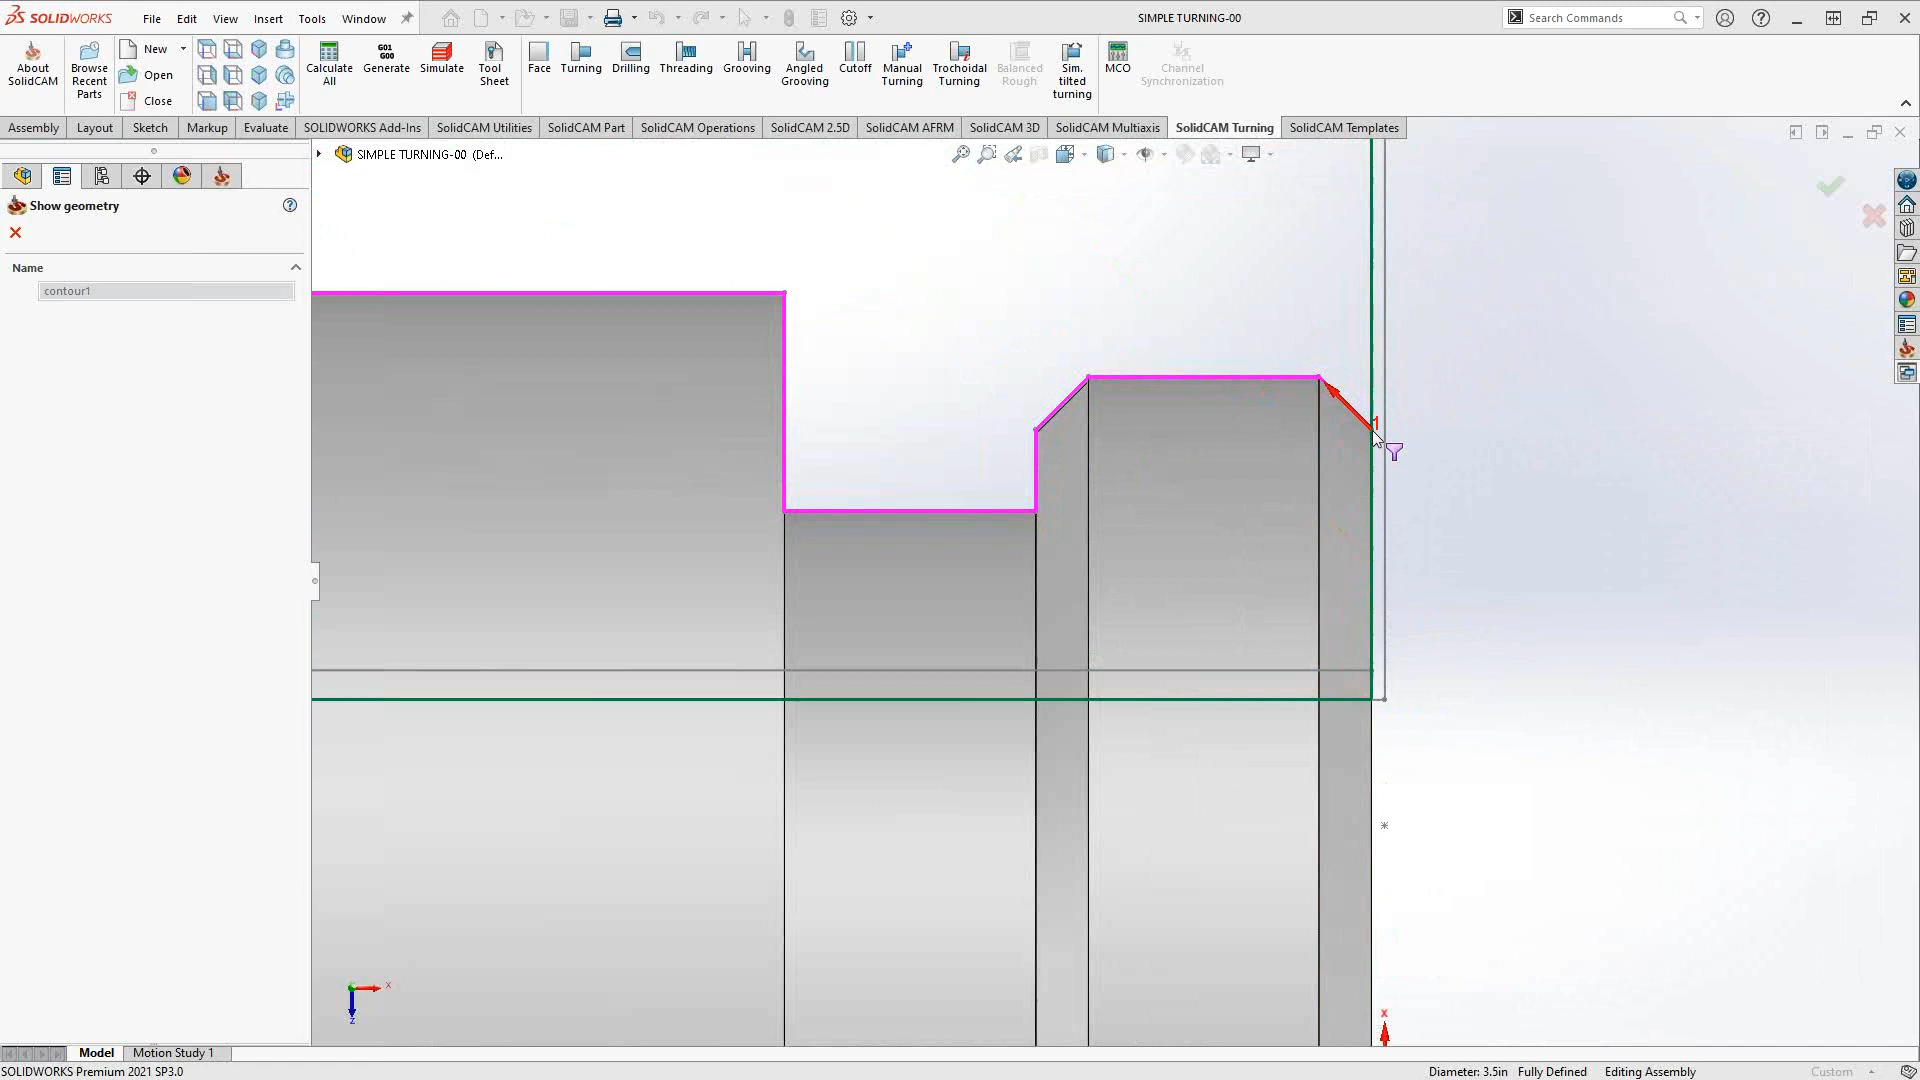 SOLIDWORKS File Edit View Insert Tools Window SIMPLE TURNING-00 Search Commands
About SolidCAM
Browse Recent Parts
New
Open
Close
Calculate All
G01 G00
Generate
Simulate
Tool Sheet
Face
Turning
Drilling
Threading
Grooving
Angled Grooving
Cutoff
Manual Turning
Trochoidal Turning
Balanced Rough
Sim. tilted turning
MCO
Channel Synchronization
Assembly Layout Sketch Markup Evaluate SOLIDWORKS Add-Ins SolidCAM Utilities SolidCAM Part SolidCAM Operations SolidCAM 2.5D SolidCAM AFRM SolidCAM 3D SolidCAM Multiaxis SolidCAM Turning SolidCAM Templates
SIMPLE TURNING-00 (Def...
Show geometry
Name
contour1
1
X
Z
X
Model Motion Study 1
SOLIDWORKS Premium 2021 SP3.0 Diameter: 3.5in Fully Defined Editing Assembly Custom